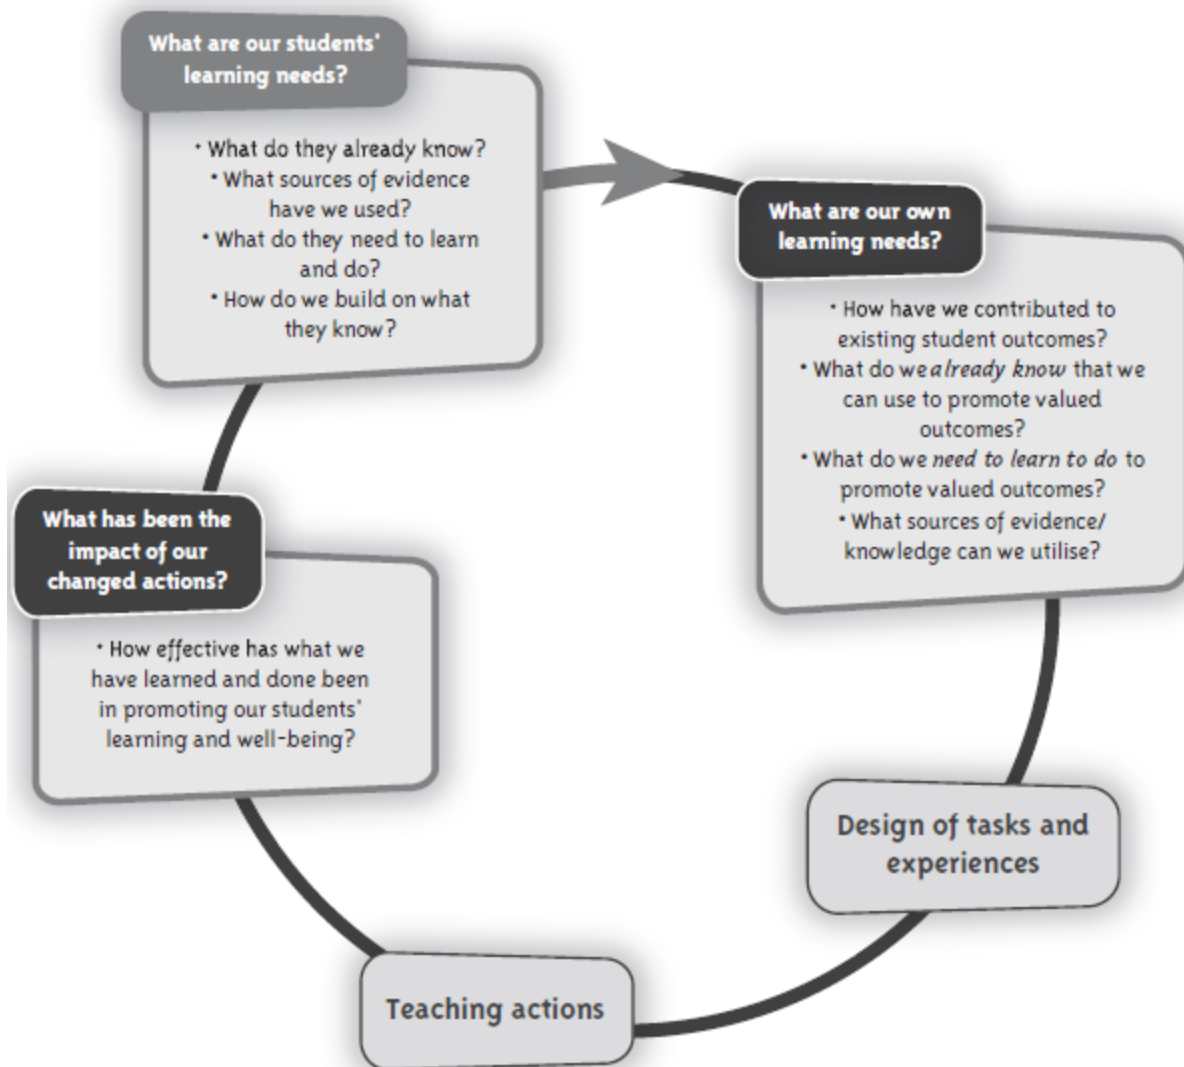 What are our students'
learning needs?
• What do they already know?
• What sources of evidence
have we used?
• What do they need to learn
and do?
• How do we build on what
they know?
What are our own
learning needs?
• How have we contributed to
existing student outcomes?
• What do we already know that we
can use to promote valued
outcomes?
• What do we need to learn to do to
promote valued outcomes?
• What sources of evidence/
knowledge can we utilise?
Design of tasks and
experiences
Teaching actions
What has been the
impact of our
changed actions?
• How effective has what we
have learned and done been
in promoting our students'
learning and well-being?